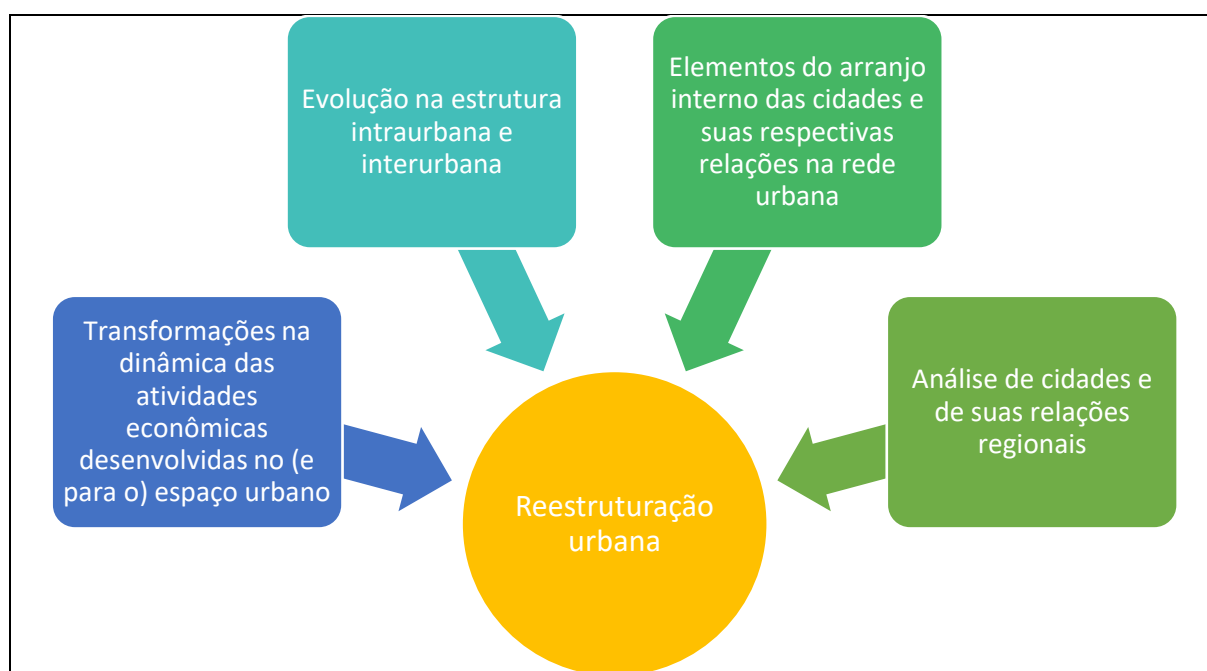 Evolução na estrutura
intraurbana e
interurbana
Elementos do arranjo
interno das cidades e
suas respectivas
relações na rede
urbana
Transformações na
dinâmica das
atividades
econômicas
desenvolvidas no (e
para o) espaço urbano
Análise de cidades e
de suas relações
regionais
Reestruturação
urbana